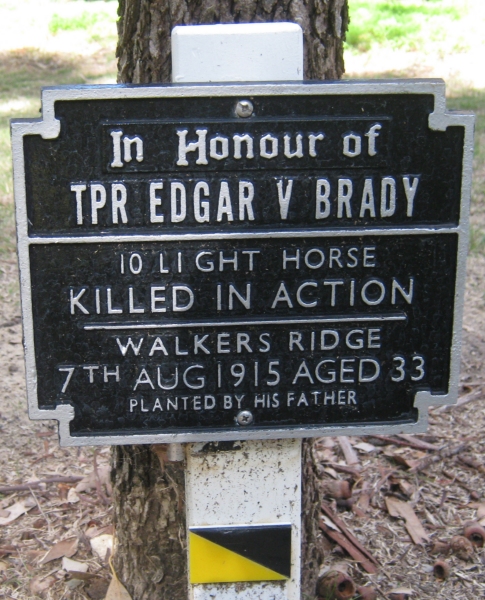 In Honour of
TPR EDGAR V BRADY
10 LIGHT HORSE
KILLED IN ACTION
WALKERS RIDGE
7TH AUG 1915 AGED 33
PLANTED BY HIS FATHER